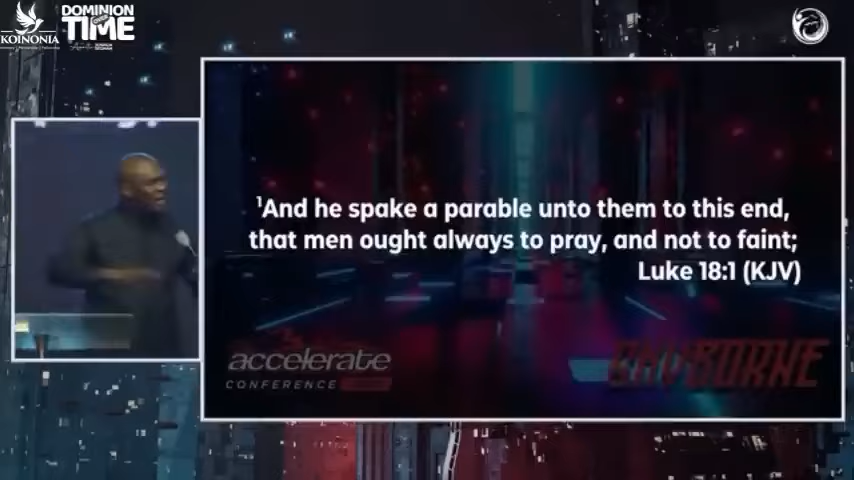 KOINONIA
DOMINION
OVER
TIME
¹And he spake a parable unto them to this end,
that men ought always to pray, and not to faint;
Luke 18:1 (KJV)
accelerate
CONFERENCE